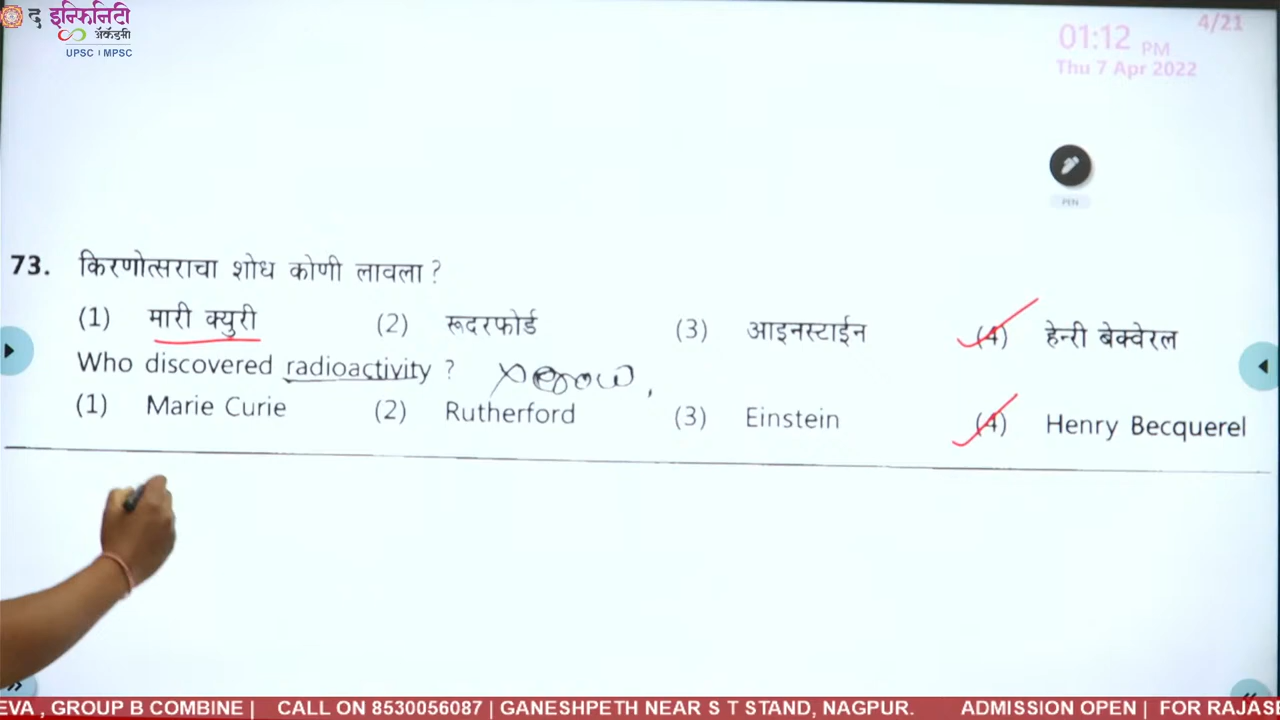 द इन्फिनिटी
अ‍ॅकॅडमी
UPSC । MPSC
4/21
01:12 PM
Thu 7 Apr 2022
PEN
73. किरणोत्सराचा शोध कोणी लावला ?
(1) मारी क्युरी (2) रूदरफोर्ड (3) आइनस्टाईन (4) हेन्री बेक्वेरल
Who discovered radioactivity ?
(1) Marie Curie (2) Rutherford (3) Einstein (4) Henry Becquerel
EVA , GROUP B COMBINE | CALL ON 8530056087 | GANESHPETH NEAR S T STAND, NAGPUR. ADMISSION OPEN | FOR RAJASE